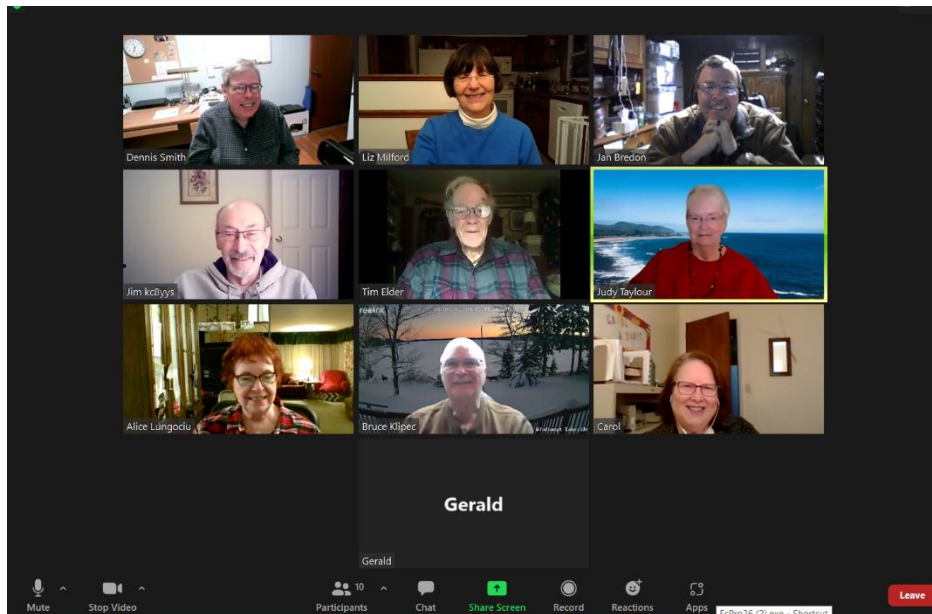 Dennis Smith
Liz Milford
Jan Bredon
Jim kc8yys
Tim Elder
Judy Taylour
reolink
Alice Lungociu
Bruce Klipec
Carol
Gerald
Gerald
10
Mute
Stop Video
Participants
Chat
Share Screen
Record
Reactions
Apps
Leave